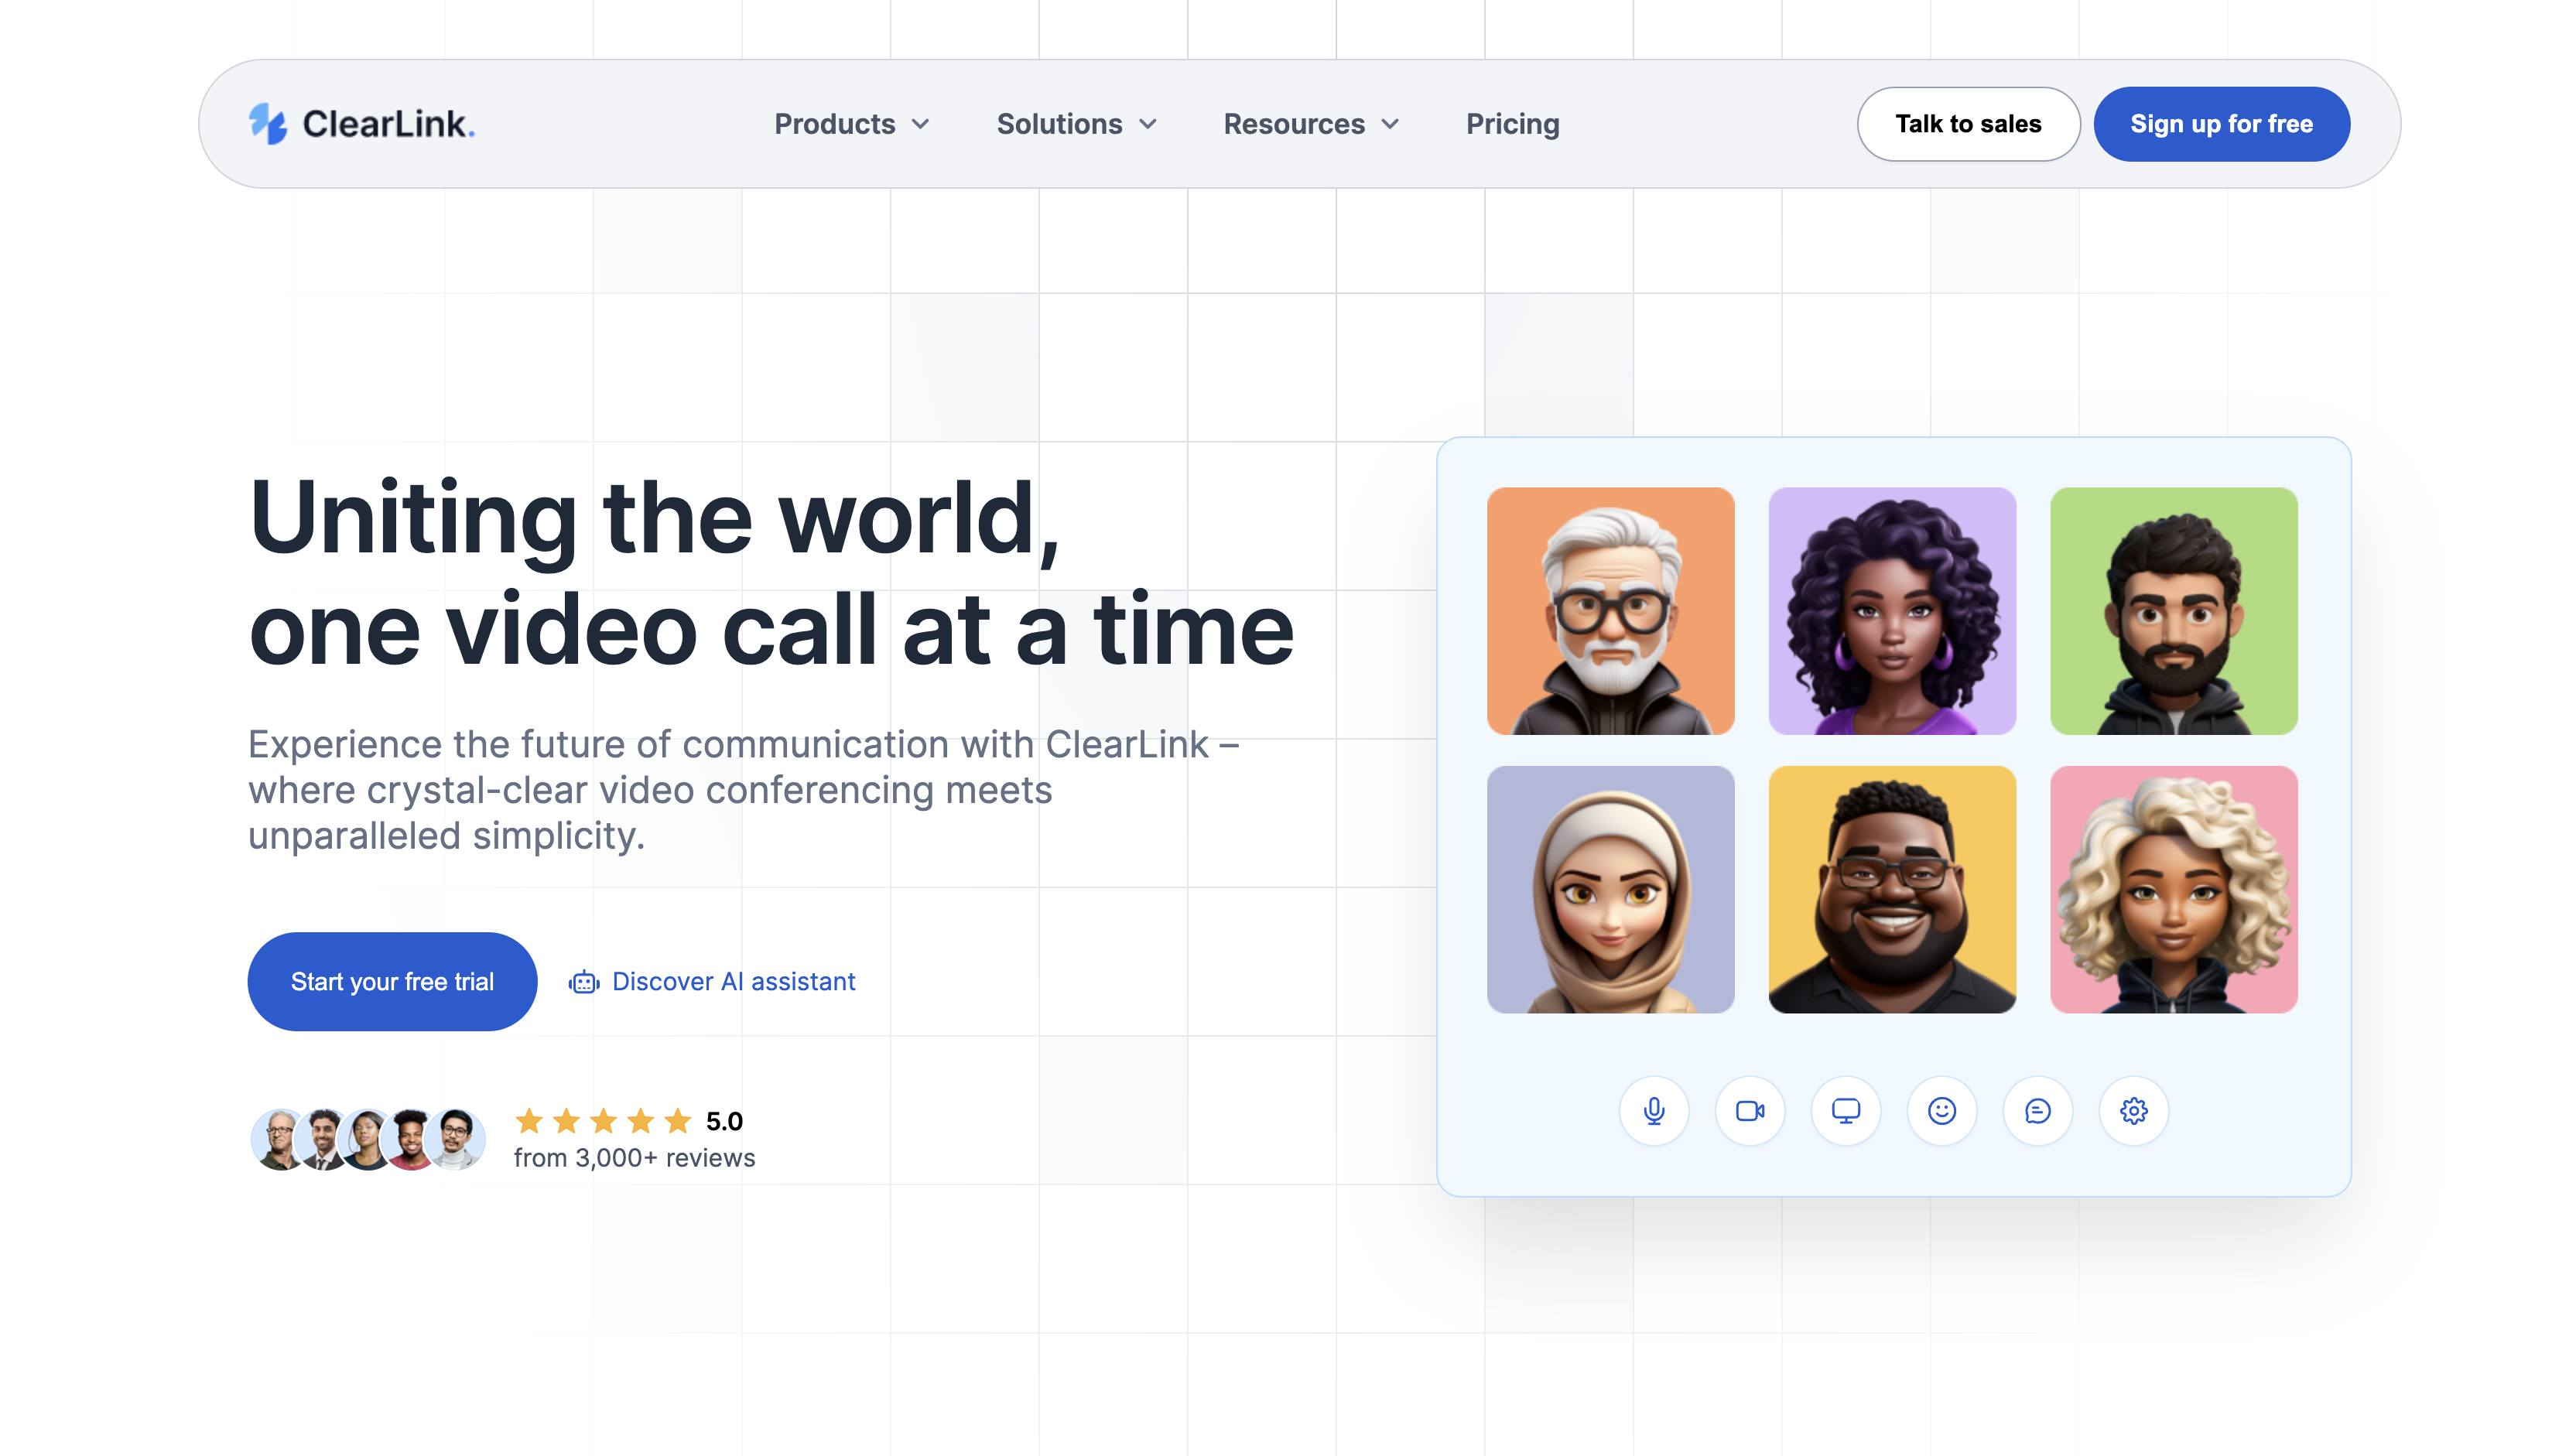 ClearLink.
Products
Solutions
Resources
Pricing
Talk to sales
Sign up for free
Uniting the world,
one video call at a time
Experience the future of communication with ClearLink –
where crystal-clear video conferencing meets
unparalleled simplicity.
Start your free trial
Discover AI assistant
5.0
from 3,000+ reviews